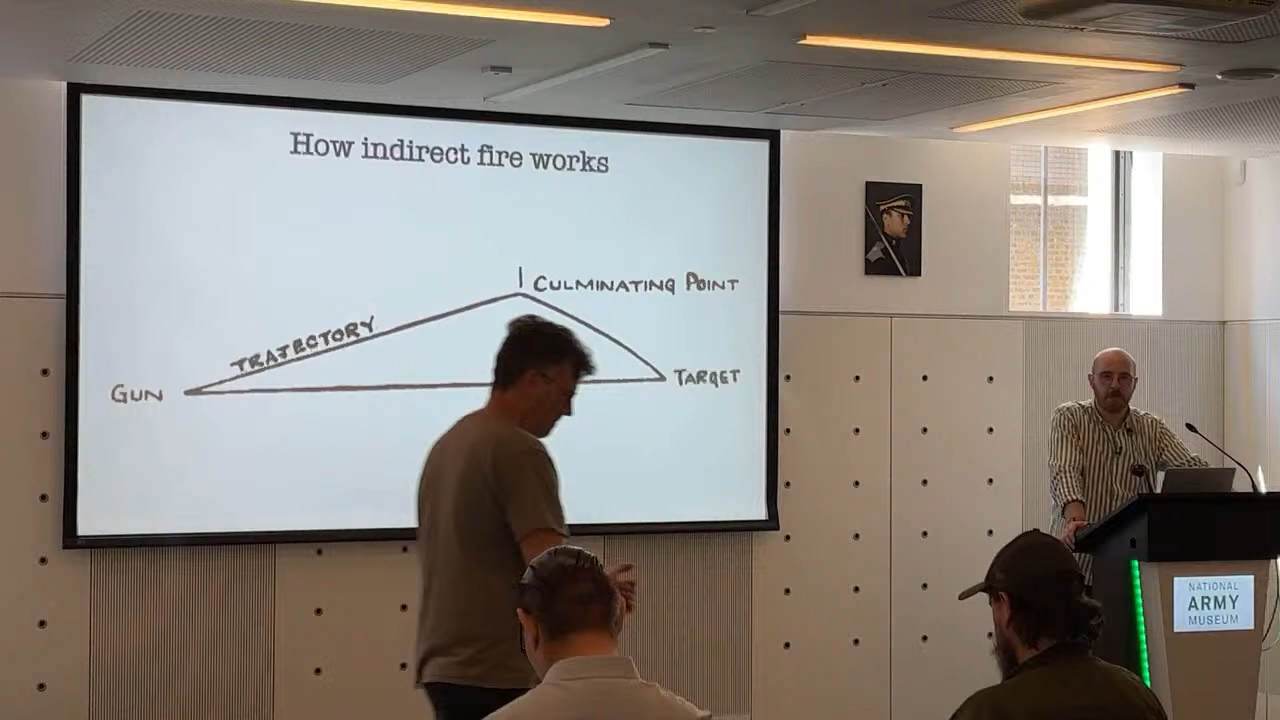 How indirect fire works
CULMINATING POINT
TRAJECTORY
GUN
TARGET
NATIONAL
ARMY
MUSEUM